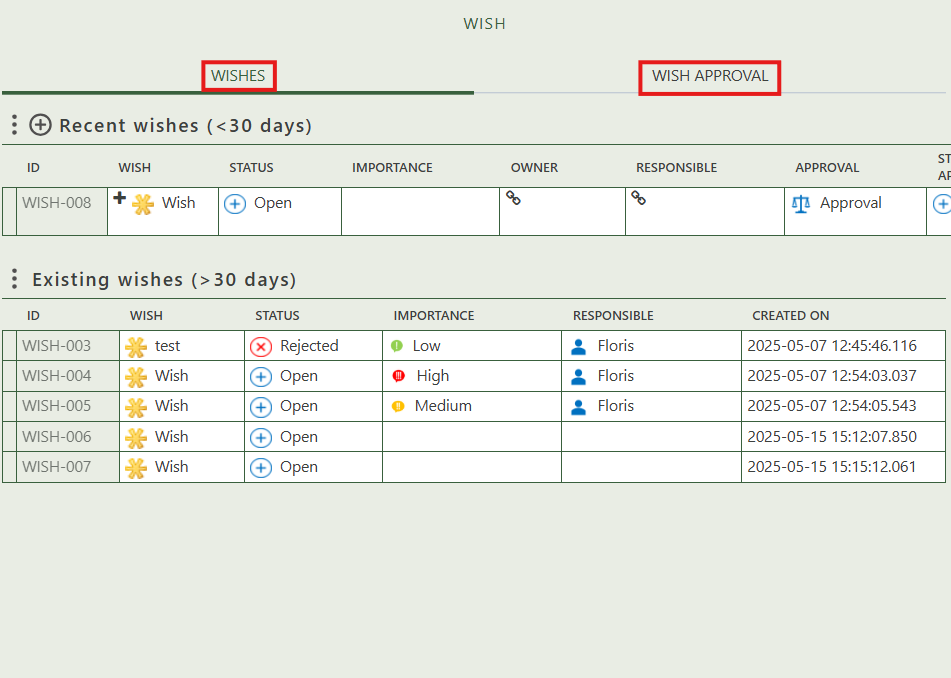 WISH
WISHES WISH APPROVAL
Recent wishes (<30 days)
ID WISH STATUS IMPORTANCE OWNER RESPONSIBLE APPROVAL
WISH-008 Wish Open Approval
Existing wishes (>30 days)
ID WISH STATUS IMPORTANCE RESPONSIBLE CREATED ON
WISH-003 test Rejected Low Floris 2025-05-07 12:45:46.116
WISH-004 Wish Open High Floris 2025-05-07 12:54:03.037
WISH-005 Wish Open Medium Floris 2025-05-07 12:54:05.543
WISH-006 Wish Open 2025-05-15 15:12:07.850
WISH-007 Wish Open 2025-05-15 15:15:12.061